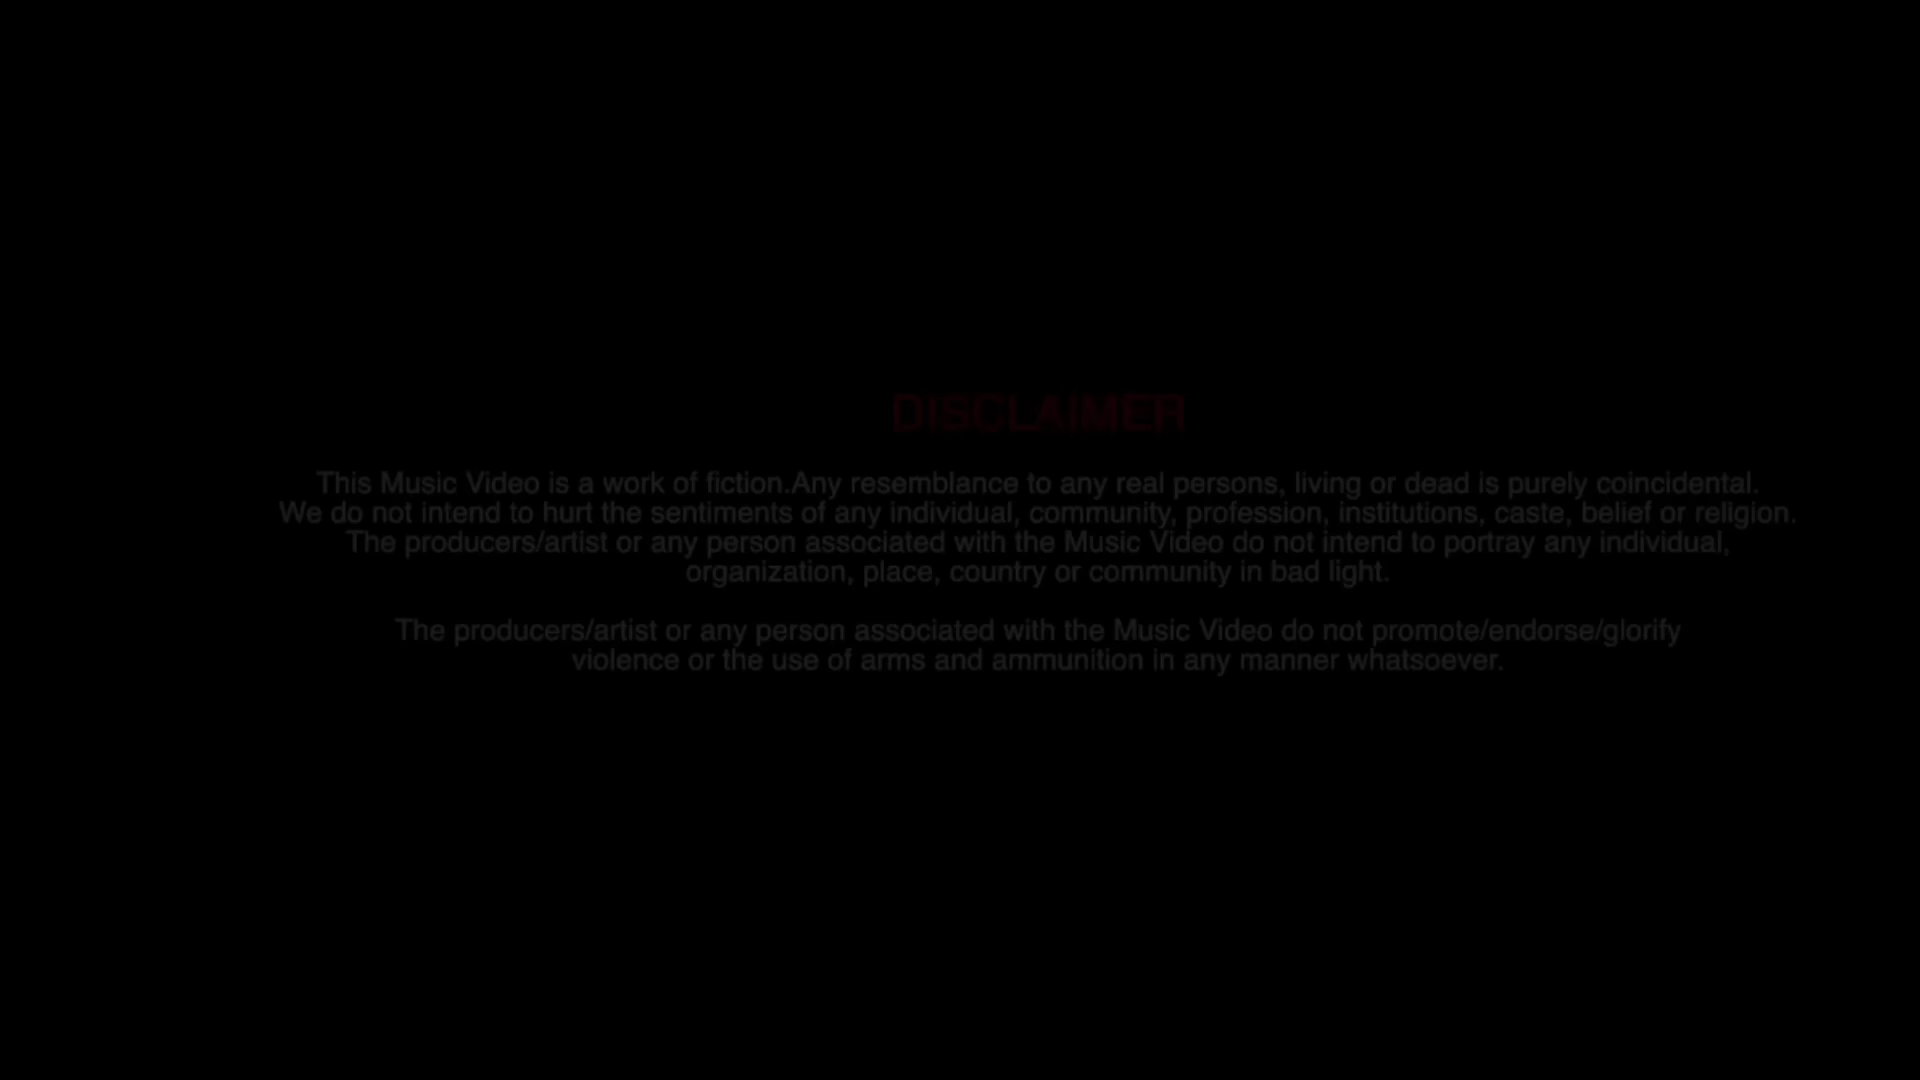 DISCLAIMER
This Music Video is a work of fiction.Any resemblance to any real persons, living or dead is purely coincidental.
We do not intend to hurt the sentiments of any individual, community, profession, institutions, caste, belief or religion.
The producers/artist or any person associated with the Music Video do not intend to portray any individual,
organization, place, country or community in bad light.
The producers/artist or any person associated with the Music Video do not promote/endorse/glorify
violence or the use of arms and ammunition in any manner whatsoever.